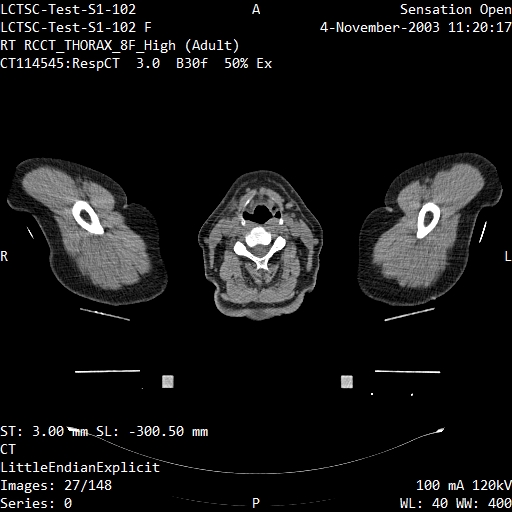 LCTSC-Test-S1-102
A
Sensation Open
LCTSC-Test-S1-102 F
4-November-2003 11:20:17
RT RCCT_THORAX_8F_High (Adult)
CT114545:RespCT 3.0 B30f 50% Ex
R
L
ST: 3.00 mm SL: -300.50 mm
CT
LittleEndianExplicit
Images: 27/148
100 mA 120kV
Series: 0
P
WL: 40 WW: 400